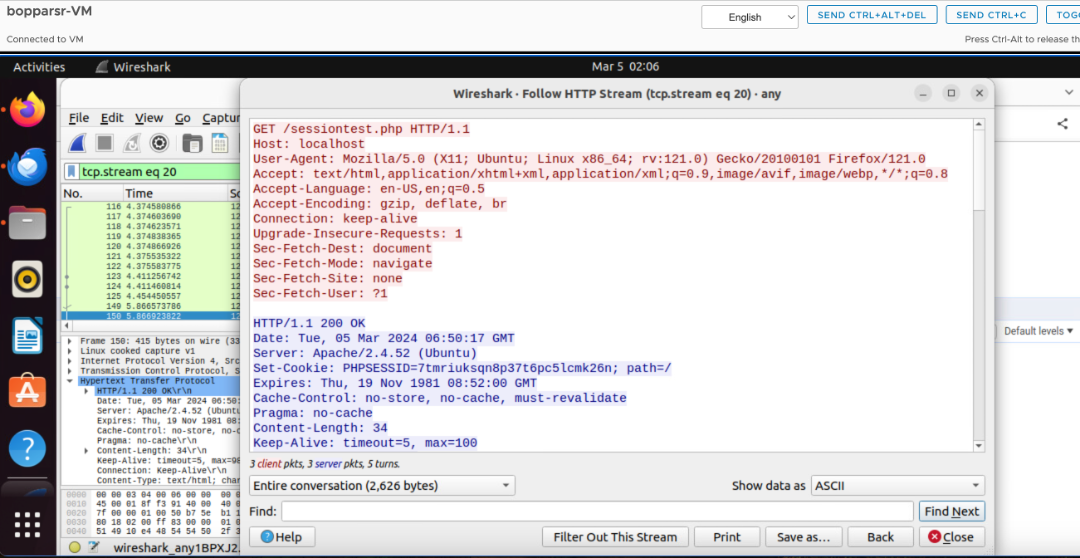 bopparsr-VM
English
SEND CTRL+ALT+DEL
SEND CTRL+C
Connected to VM
Press Ctrl-Alt to release th
Activities
Wireshark
Mar 5 02:06
Wireshark · Follow HTTP Stream (tcp.stream eq 20) · any
File Edit View Go Captur
tcp.stream eq 20
No. Time
116 4.374580866 12
117 4.374603690 12
118 4.374623571 12
119 4.374838365 12
120 4.374866926 12
121 4.375535322 12
122 4.375583775 12
123 4.411256742 12
124 4.411460814 12
125 4.454450557 12
149 5.866573786 12
150 5.866923822 12
Frame 150: 415 bytes on wire (33
Linux cooked capture v1
Internet Protocol Version 4, Src
Transmission Control Protocol, S
Hypertext Transfer Protocol
HTTP/1.1 200 OK\r\n
Date: Tue, 05 Mar 2024 06:50:
Server: Apache/2.4.52 (Ubuntu
Expires: Thu, 19 Nov 1981 08:
Cache-Control: no-store, no-c
Pragma: no-cache\r\n
Content-Length: 34\r\n
Keep-Alive: timeout=5, max=98
Connection: Keep-Alive\r\n
Content-Type: text/html; char
0000 00 00 03 04 00 06 00 00 00 0
0010 45 00 01 8f f3 91 40 00 40 0
0020 7f 00 00 01 00 50 b7 5e b1 1
0030 80 18 02 00 ff 83 00 00 01 0
0040 51 49 10 e4 48 54 54 50 2f 3
wireshark_any1BPXJ2.
GET /sessiontest.php HTTP/1.1
Host: localhost
User-Agent: Mozilla/5.0 (X11; Ubuntu; Linux x86_64; rv:121.0) Gecko/20100101 Firefox/121.0
Accept: text/html,application/xhtml+xml,application/xml;q=0.9,image/avif,image/webp,*/*;q=0.8
Accept-Language: en-US,en;q=0.5
Accept-Encoding: gzip, deflate, br
Connection: keep-alive
Upgrade-Insecure-Requests: 1
Sec-Fetch-Dest: document
Sec-Fetch-Mode: navigate
Sec-Fetch-Site: none
Sec-Fetch-User: ?1
HTTP/1.1 200 OK
Date: Tue, 05 Mar 2024 06:50:17 GMT
Server: Apache/2.4.52 (Ubuntu)
Set-Cookie: PHPSESSID=7tmriuksqn8p37t6pc5lcmk26n; path=/
Expires: Thu, 19 Nov 1981 08:52:00 GMT
Cache-Control: no-store, no-cache, must-revalidate
Pragma: no-cache
Content-Length: 34
Keep-Alive: timeout=5, max=100
3 client pkts, 3 server pkts, 5 turns.
Entire conversation (2,626 bytes)
Show data as ASCII
Find:
Find Next
Help
Filter Out This Stream
Print
Save as...
Back
Close
Default levels